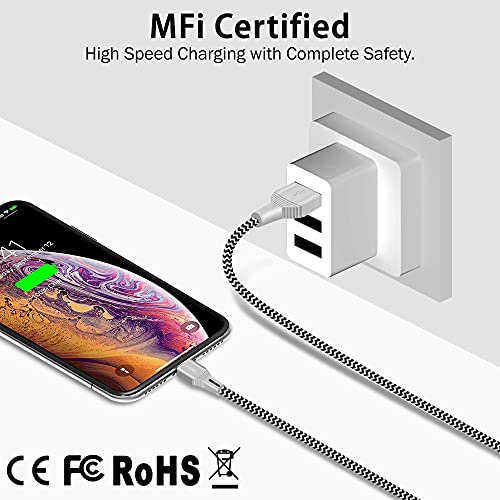 MFi Certified
High Speed Charging with Complete Safety.
CE FC RoHS